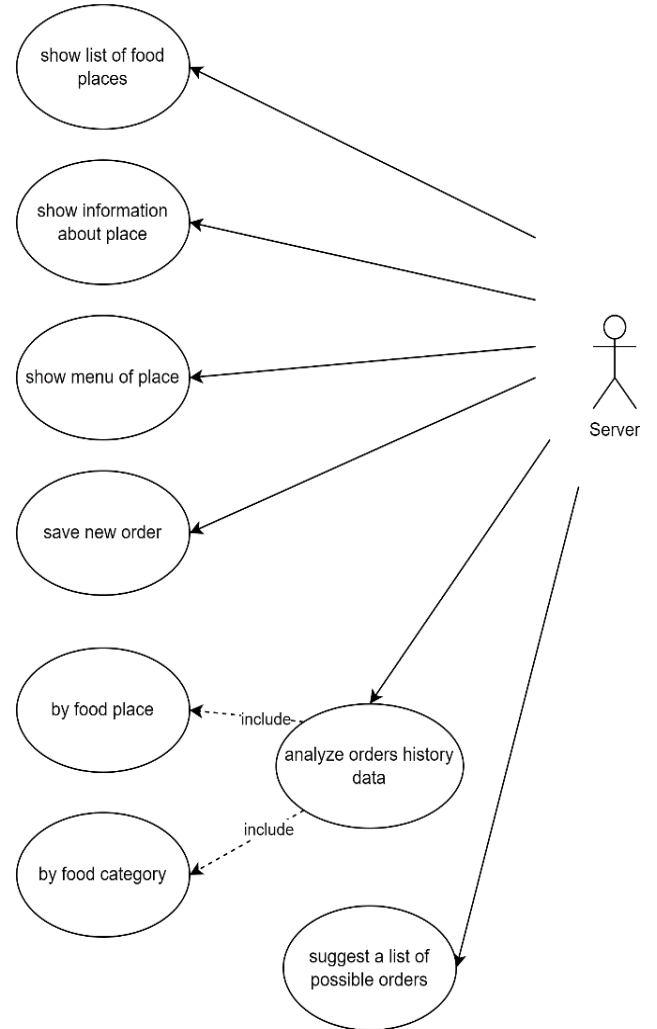 show list of food
places
show information
about place
show menu of place
Server
save new order
by food place
include
analyze orders history
data
include
by food category
suggest a list of
possible orders